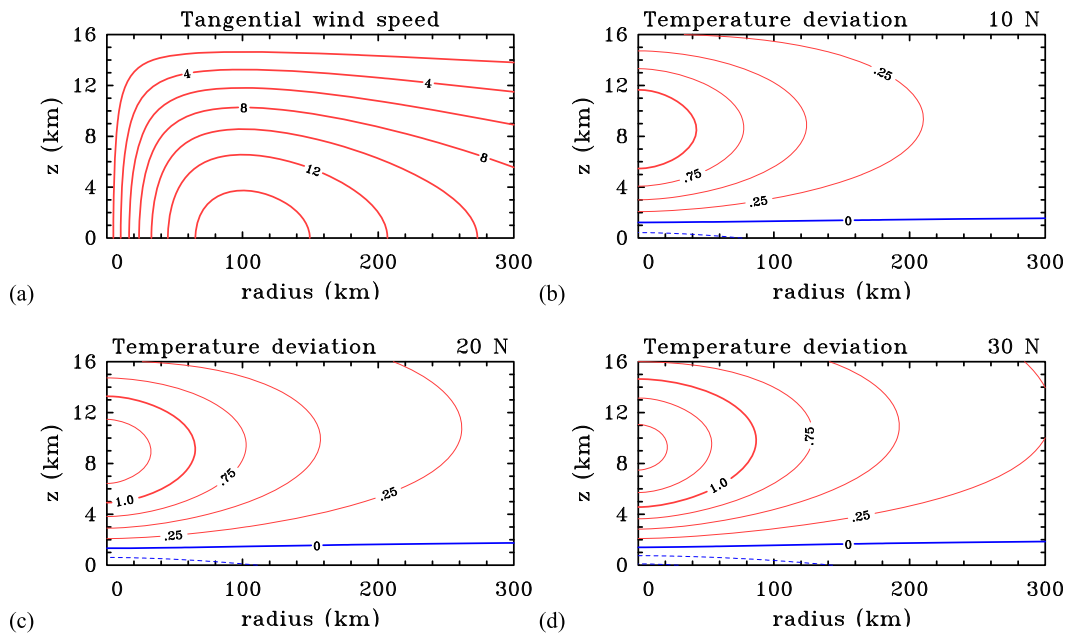 Tangential wind speed
16
12
8
4
0
z (km)
4
4
8
8
12
0 100 200 300
radius (km)
(a)
Temperature deviation 10 N
16
12
8
4
0
z (km)
.25
.75
.25
0
0 100 200 300
radius (km)
(b)
Temperature deviation 20 N
16
12
8
4
0
z (km)
1.0
.75
.25
.25
0
0 100 200 300
radius (km)
(c)
Temperature deviation 30 N
16
12
8
4
0
z (km)
.75
1.0
.25
0
0 100 200 300
radius (km)
(d)